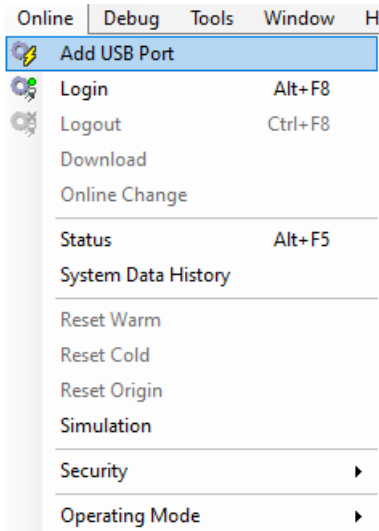 Online Debug Tools Window H
Add USB Port
Login Alt+F8
Logout Ctrl+F8
Download
Online Change
Status Alt+F5
System Data History
Reset Warm
Reset Cold
Reset Origin
Simulation
Security
Operating Mode